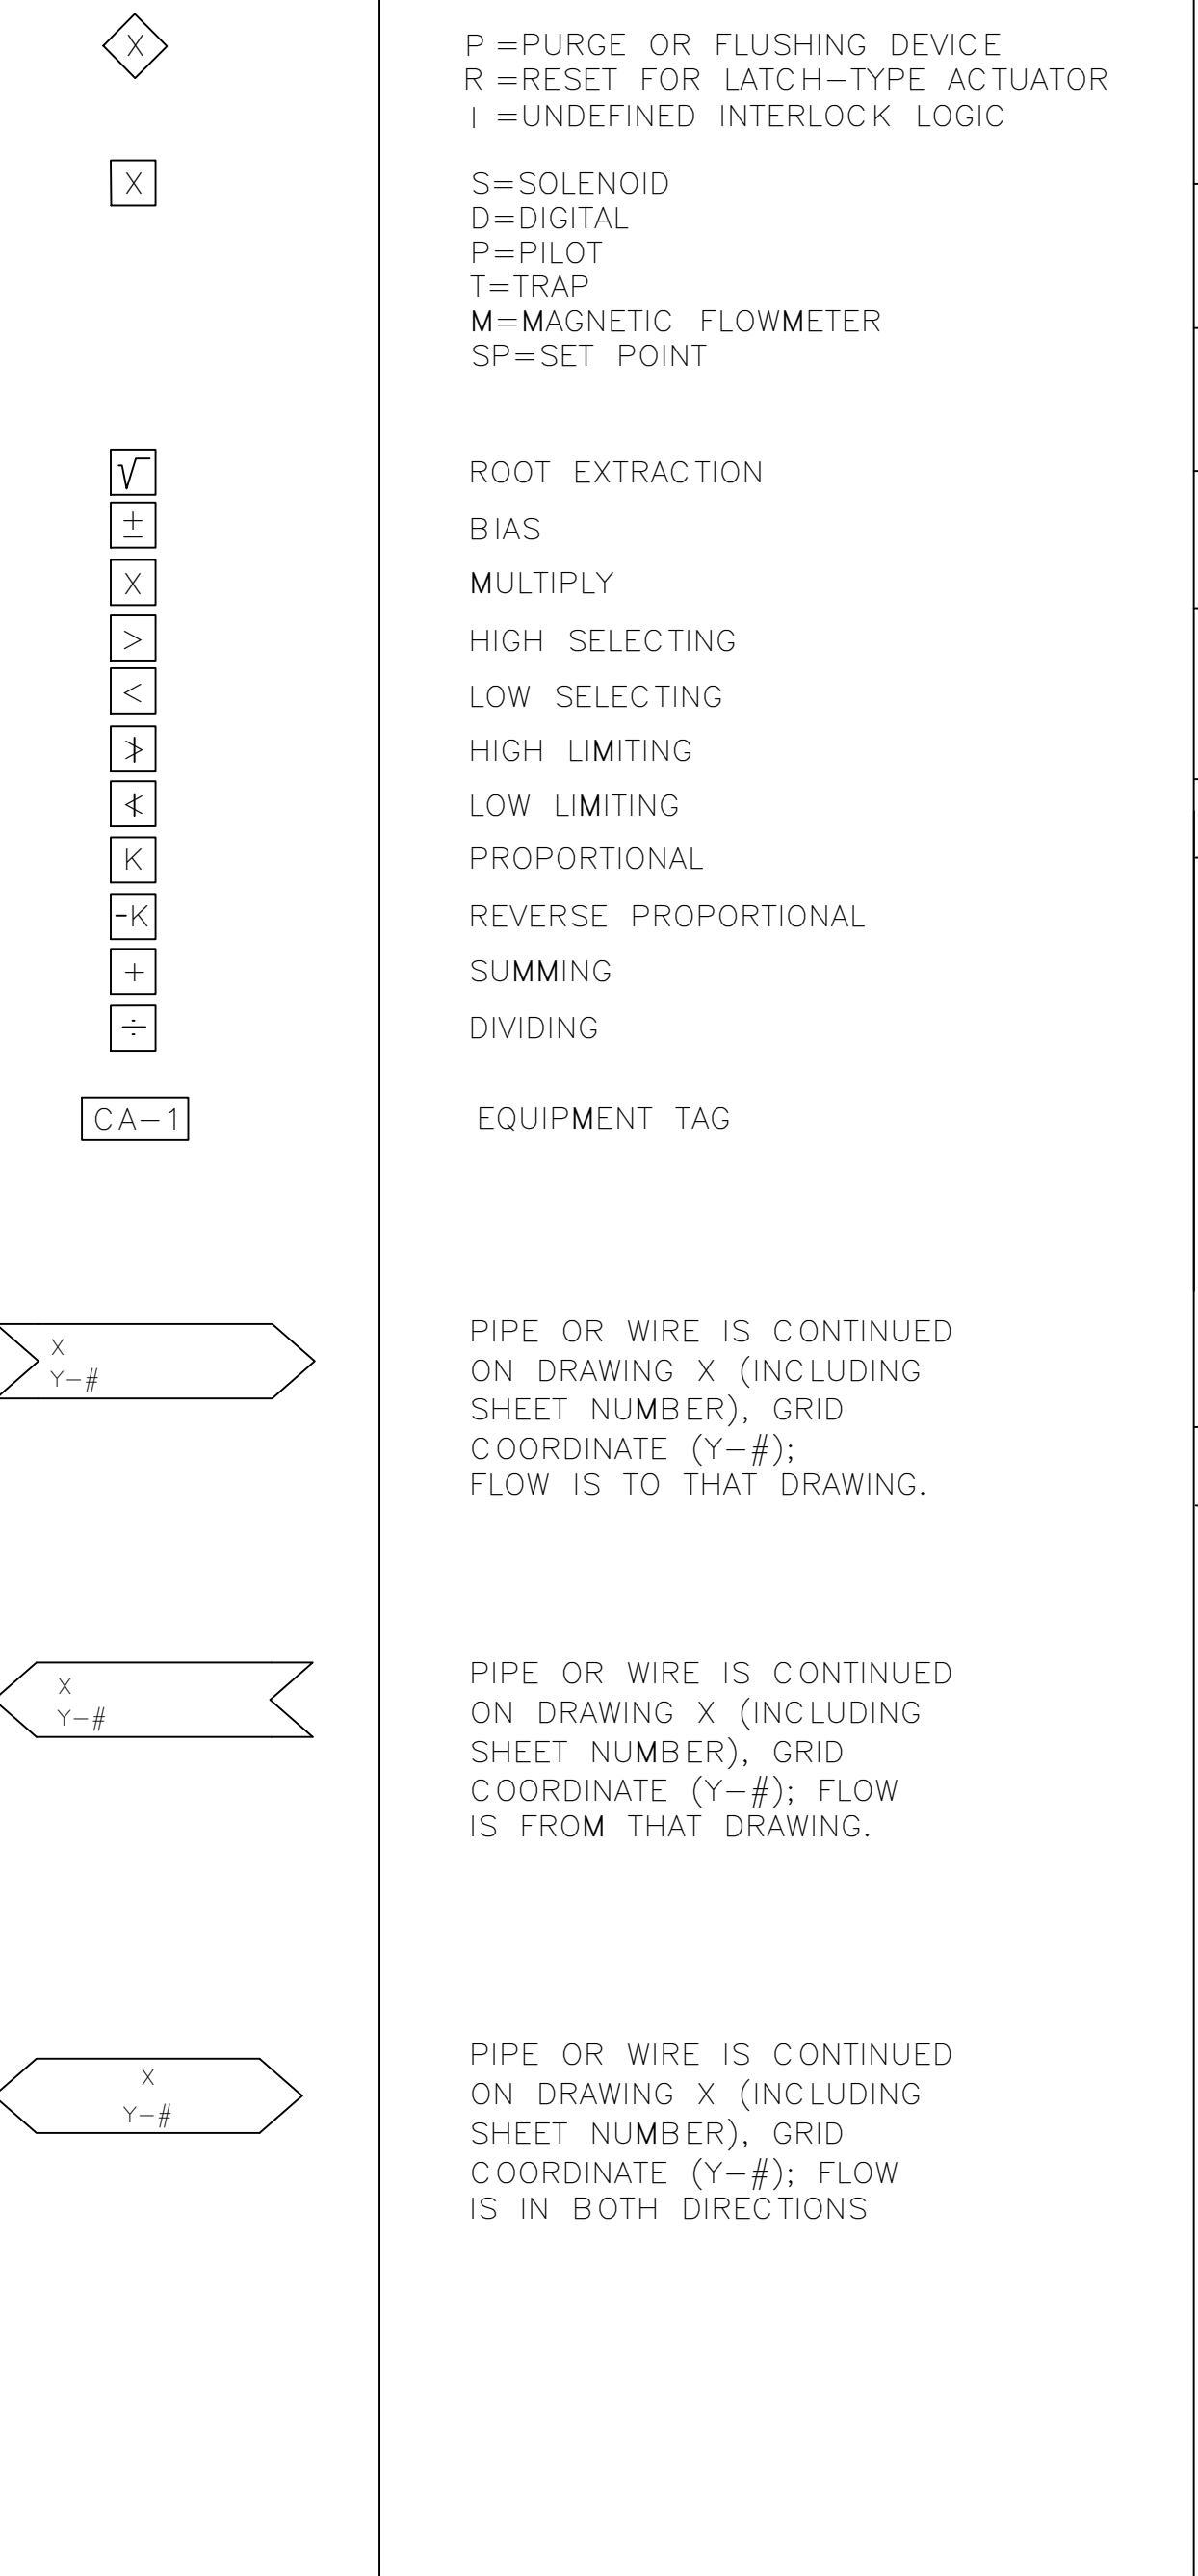 X
P =PURGE OR FLUSHING DEVICE
R =RESET FOR LATCH-TYPE ACTUATOR
I =UNDEFINED INTERLOCK LOGIC
X
S=SOLENOID
D=DIGITAL
P=PILOT
T=TRAP
M=MAGNETIC FLOWMETER
SP=SET POINT
√ ROOT EXTRACTION
± BIAS
X MULTIPLY
> HIGH SELECTING
< LOW SELECTING
≯ HIGH LIMITING
≮ LOW LIMITING
K PROPORTIONAL
-K REVERSE PROPORTIONAL
+ SUMMING
÷ DIVIDING
CA-1 EQUIPMENT TAG
X
Y-#
PIPE OR WIRE IS CONTINUED
ON DRAWING X (INCLUDING
SHEET NUMBER), GRID
COORDINATE (Y-#);
FLOW IS TO THAT DRAWING.
X
Y-#
PIPE OR WIRE IS CONTINUED
ON DRAWING X (INCLUDING
SHEET NUMBER), GRID
COORDINATE (Y-#); FLOW
IS FROM THAT DRAWING.
X
Y-#
PIPE OR WIRE IS CONTINUED
ON DRAWING X (INCLUDING
SHEET NUMBER), GRID
COORDINATE (Y-#); FLOW
IS IN BOTH DIRECTIONS